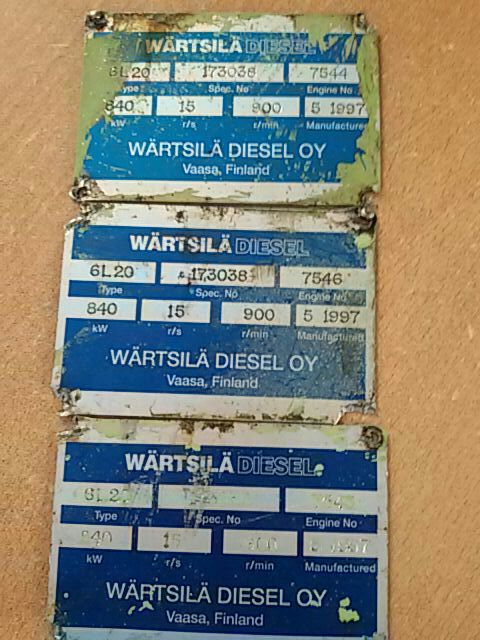 WÄRTSILÄ DIESEL
6L20 173038 7544
Type Spec. No Engine No
840 15 900 5 1997
kW r/s r/min Manufactured
WÄRTSILÄ DIESEL OY
Vaasa, Finland
WÄRTSILÄ DIESEL
6L20 173038 7546
Type Spec. No Engine No
840 15 900 5 1997
kW r/s r/min Manufactured
WÄRTSILÄ DIESEL OY
Vaasa, Finland
WÄRTSILÄ DIESEL
Type Spec. No Engine No
840 15
kW r/s r/min Manufactured
WÄRTSILÄ DIESEL OY
Vaasa, Finland